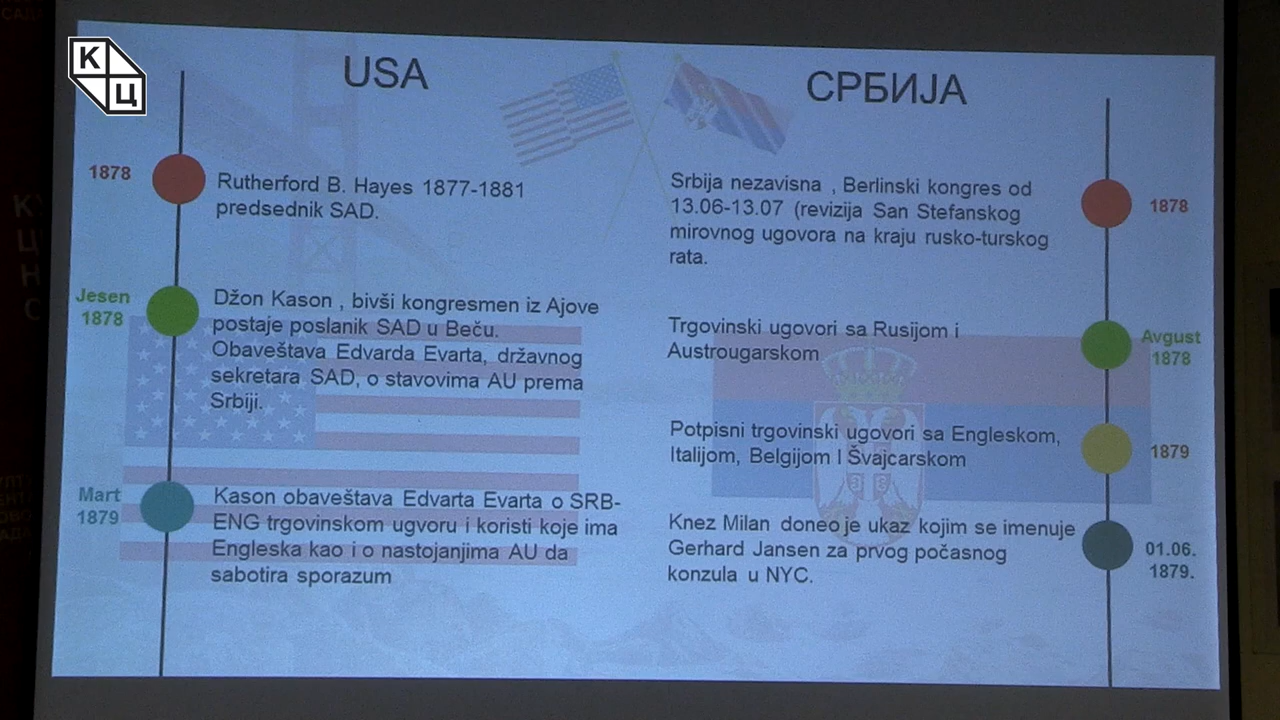 К
Ц
USA
1878
Rutherford B. Hayes 1877-1881
predsednik SAD.
Jesen
1878
Džon Kason , bivši kongresmen iz Ajove
postaje poslanik SAD u Beču.
Obaveštava Edvarda Evarta, državnog
sekretara SAD, o stavovima AU prema
Srbiji.
Mart
1879
Kason obaveštava Edvarta Evarta o SRB-
ENG trgovinskom ugvoru i koristi koje ima
Engleska kao i o nastojanjima AU da
sabotira sporazum
СРБИЈА
Srbija nezavisna , Berlinski kongres od
13.06-13.07 (revizija San Stefanskog
mirovnog ugovora na kraju rusko-turskog
rata.
1878
Trgovinski ugovori sa Rusijom i
Austrougarskom
Avgust
1878
Potpisni trgovinski ugovori sa Engleskom,
Italijom, Belgijom I Švajcarskom
1879
Knez Milan doneo je ukaz kojim se imenuje
Gerhard Jansen za prvog počasnog
konzula u NYC.
01.06.
1879.